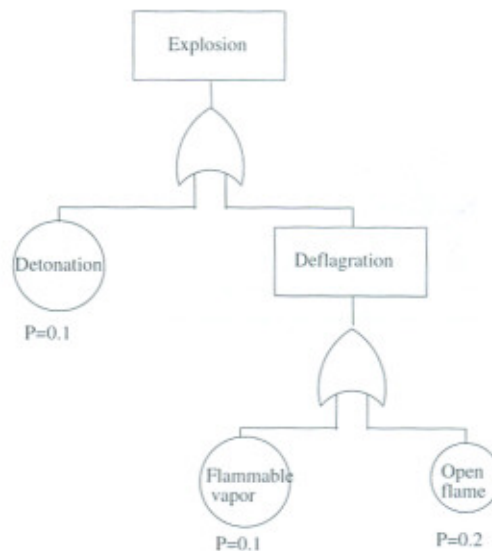 Explosion
Detonation
Deflagration
P=0.1
Flammable
vapor
Open
flame
P=0.1
P=0.2